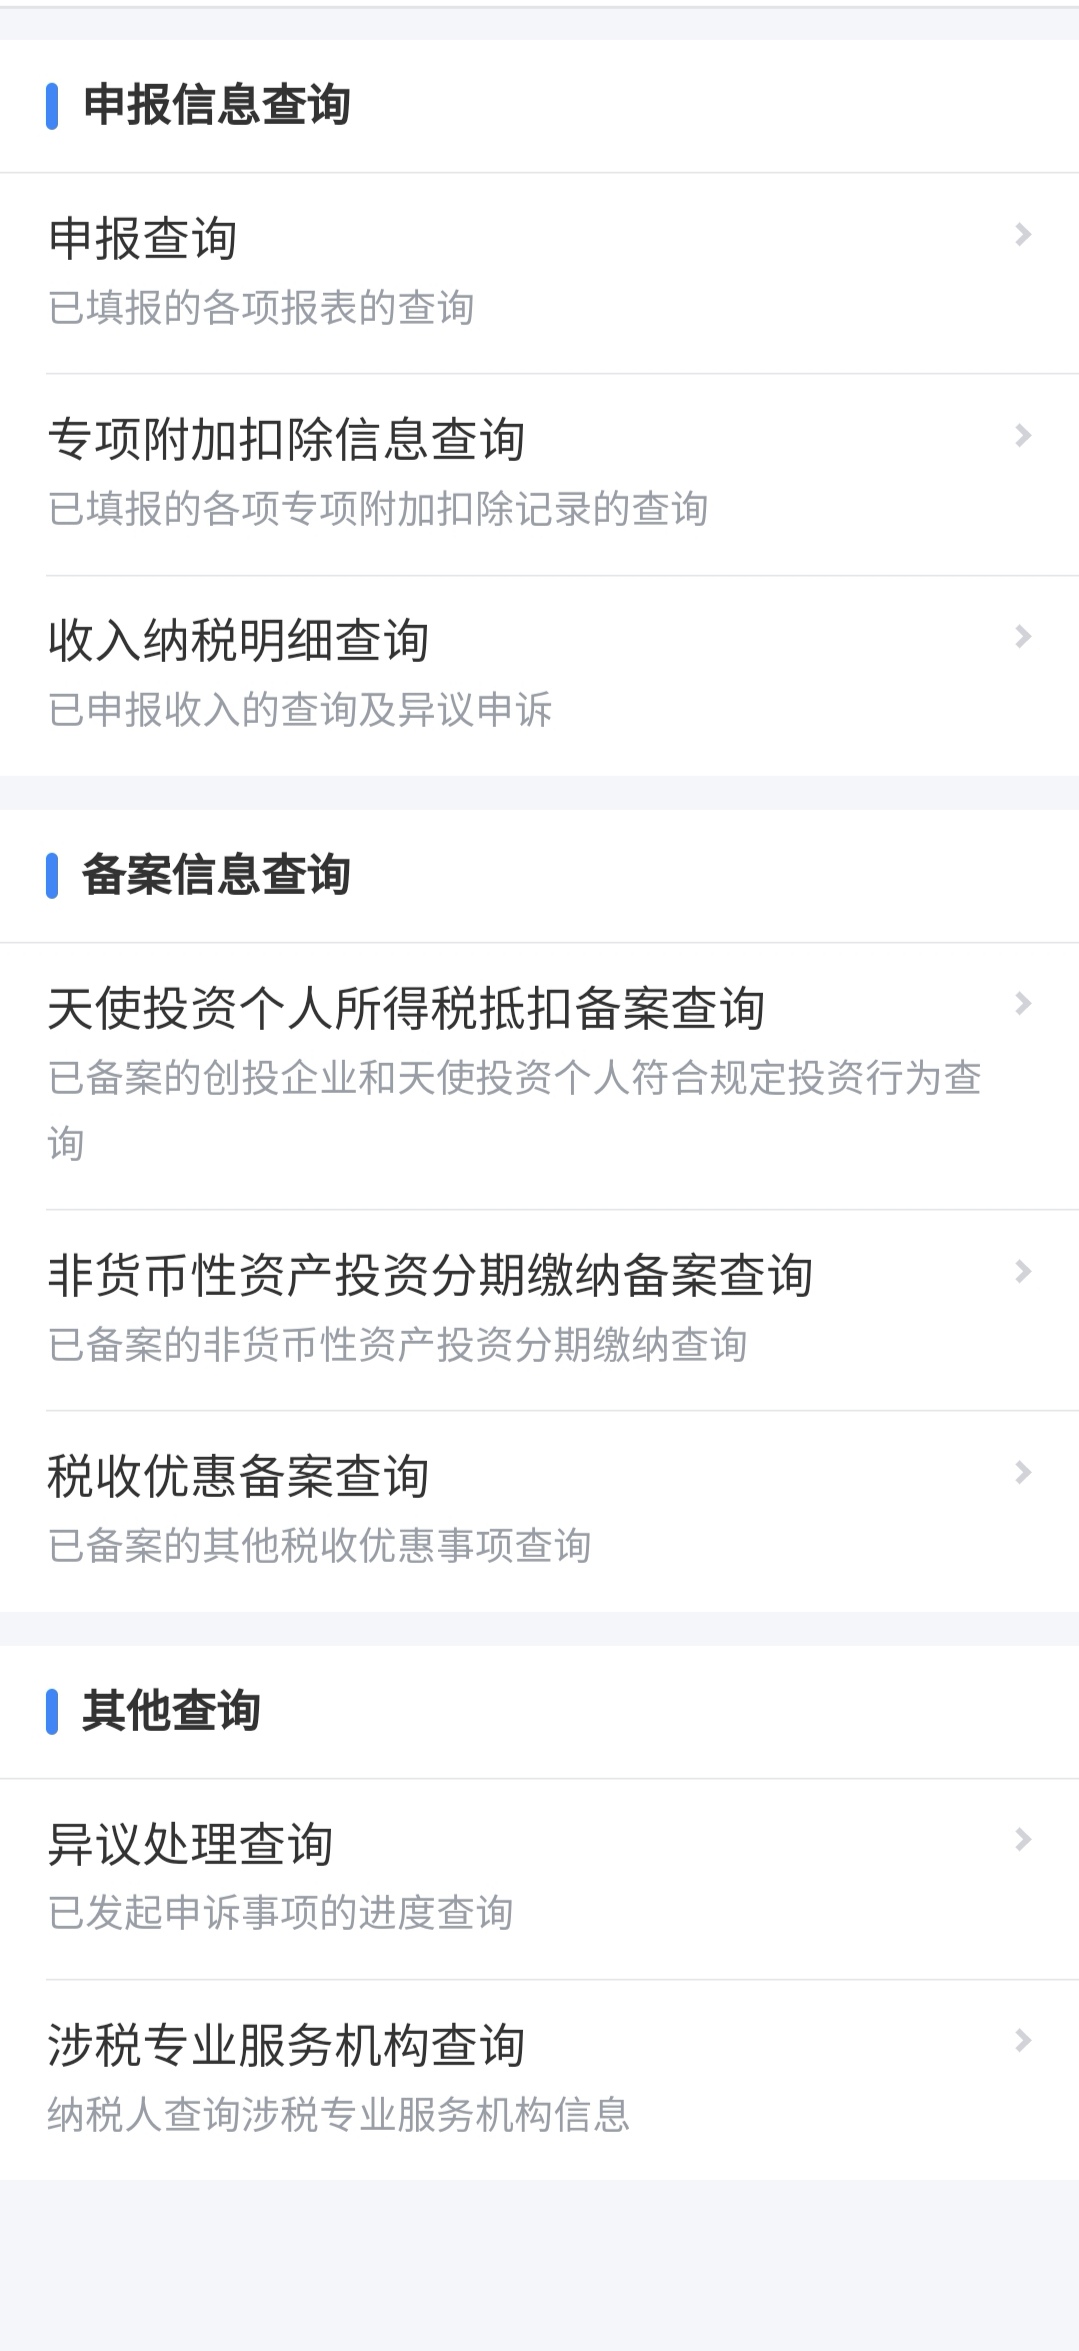 申报信息查询
申报查询
已填报的各项报表的查询
专项附加扣除信息查询
已填报的各项专项附加扣除记录的查询
收入纳税明细查询
已申报收入的查询及异议申诉
备案信息查询
天使投资个人所得税抵扣备案查询
已备案的创投企业和天使投资个人符合规定投资行为查
询
非货币性资产投资分期缴纳备案查询
已备案的非货币性资产投资分期缴纳查询
税收优惠备案查询
已备案的其他税收优惠事项查询
其他查询
异议处理查询
已发起申诉事项的进度查询
涉税专业服务机构查询
纳税人查询涉税专业服务机构信息